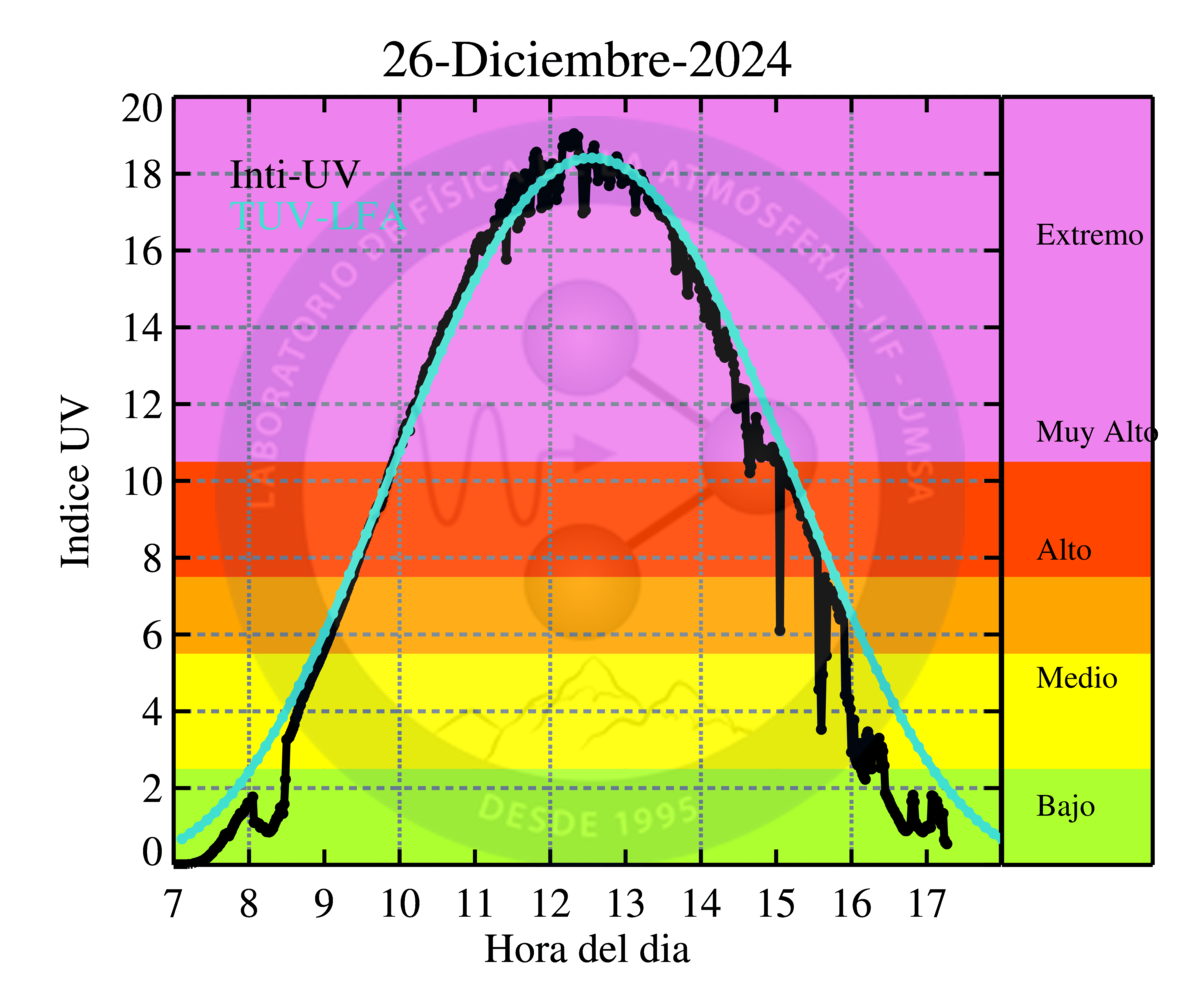 26-Diciembre-2024
20
18
16
14
12
10
8
6
4
2
0
Indice UV
Inti-UV
TUV-LFA
LABORATORIO DE FÍSICA DE LA ATMÓSFERA - IIF - UMSA
DESDE 1995
Extremo
Muy Alto
Alto
Medio
Bajo
7 8 9 10 11 12 13 14 15 16 17
Hora del dia